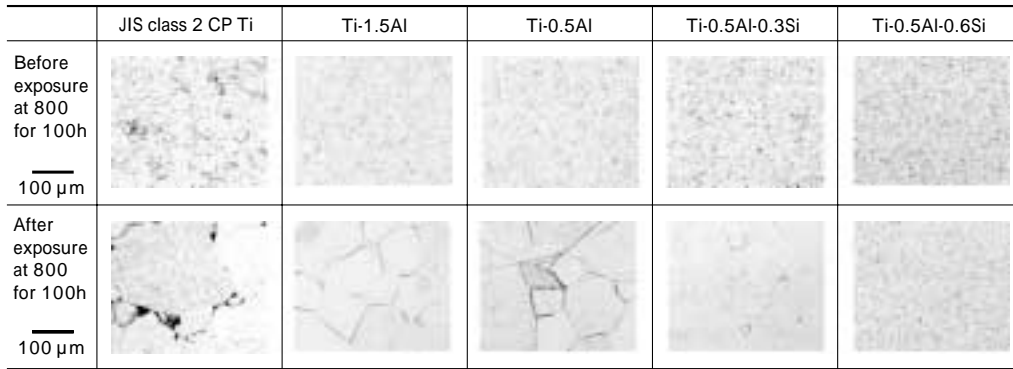 JIS class 2 CP Ti
Ti-1.5Al
Ti-0.5Al
Ti-0.5Al-0.3Si
Ti-0.5Al-0.6Si
Before
exposure
at 800
for 100h
100 µm
After
exposure
at 800
for 100h
100 µm